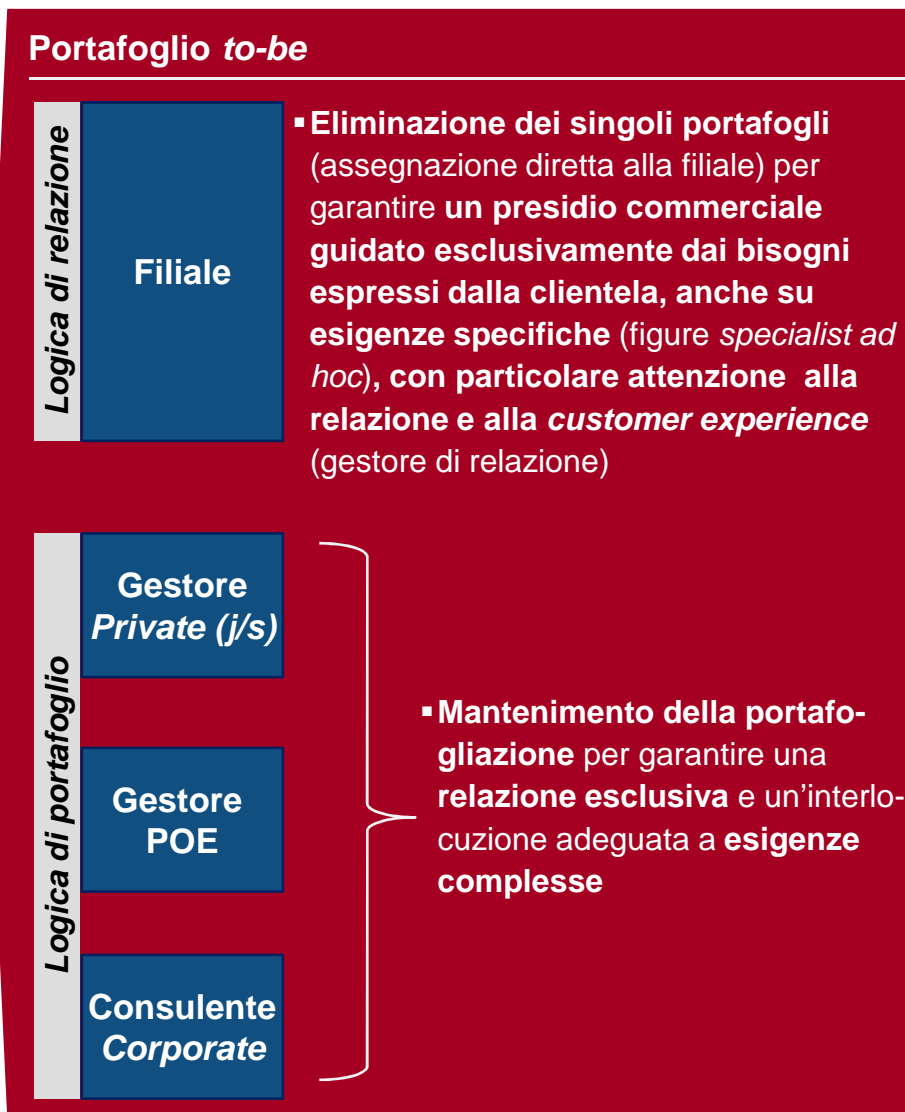 Portafoglio to-be
Logica di relazione
Filiale
▪Eliminazione dei singoli portafogli
(assegnazione diretta alla filiale) per
garantire un presidio commerciale
guidato esclusivamente dai bisogni
espressi dalla clientela, anche su
esigenze specifiche (figure specialist ad
hoc), con particolare attenzione alla
relazione e alla customer experience
(gestore di relazione)
Logica di portafoglio
Gestore
Private (j/s)
Gestore
POE
Consulente
Corporate
▪Mantenimento della portafo-
gliazione per garantire una
relazione esclusiva e un’interlo-
cuzione adeguata a esigenze
complesse